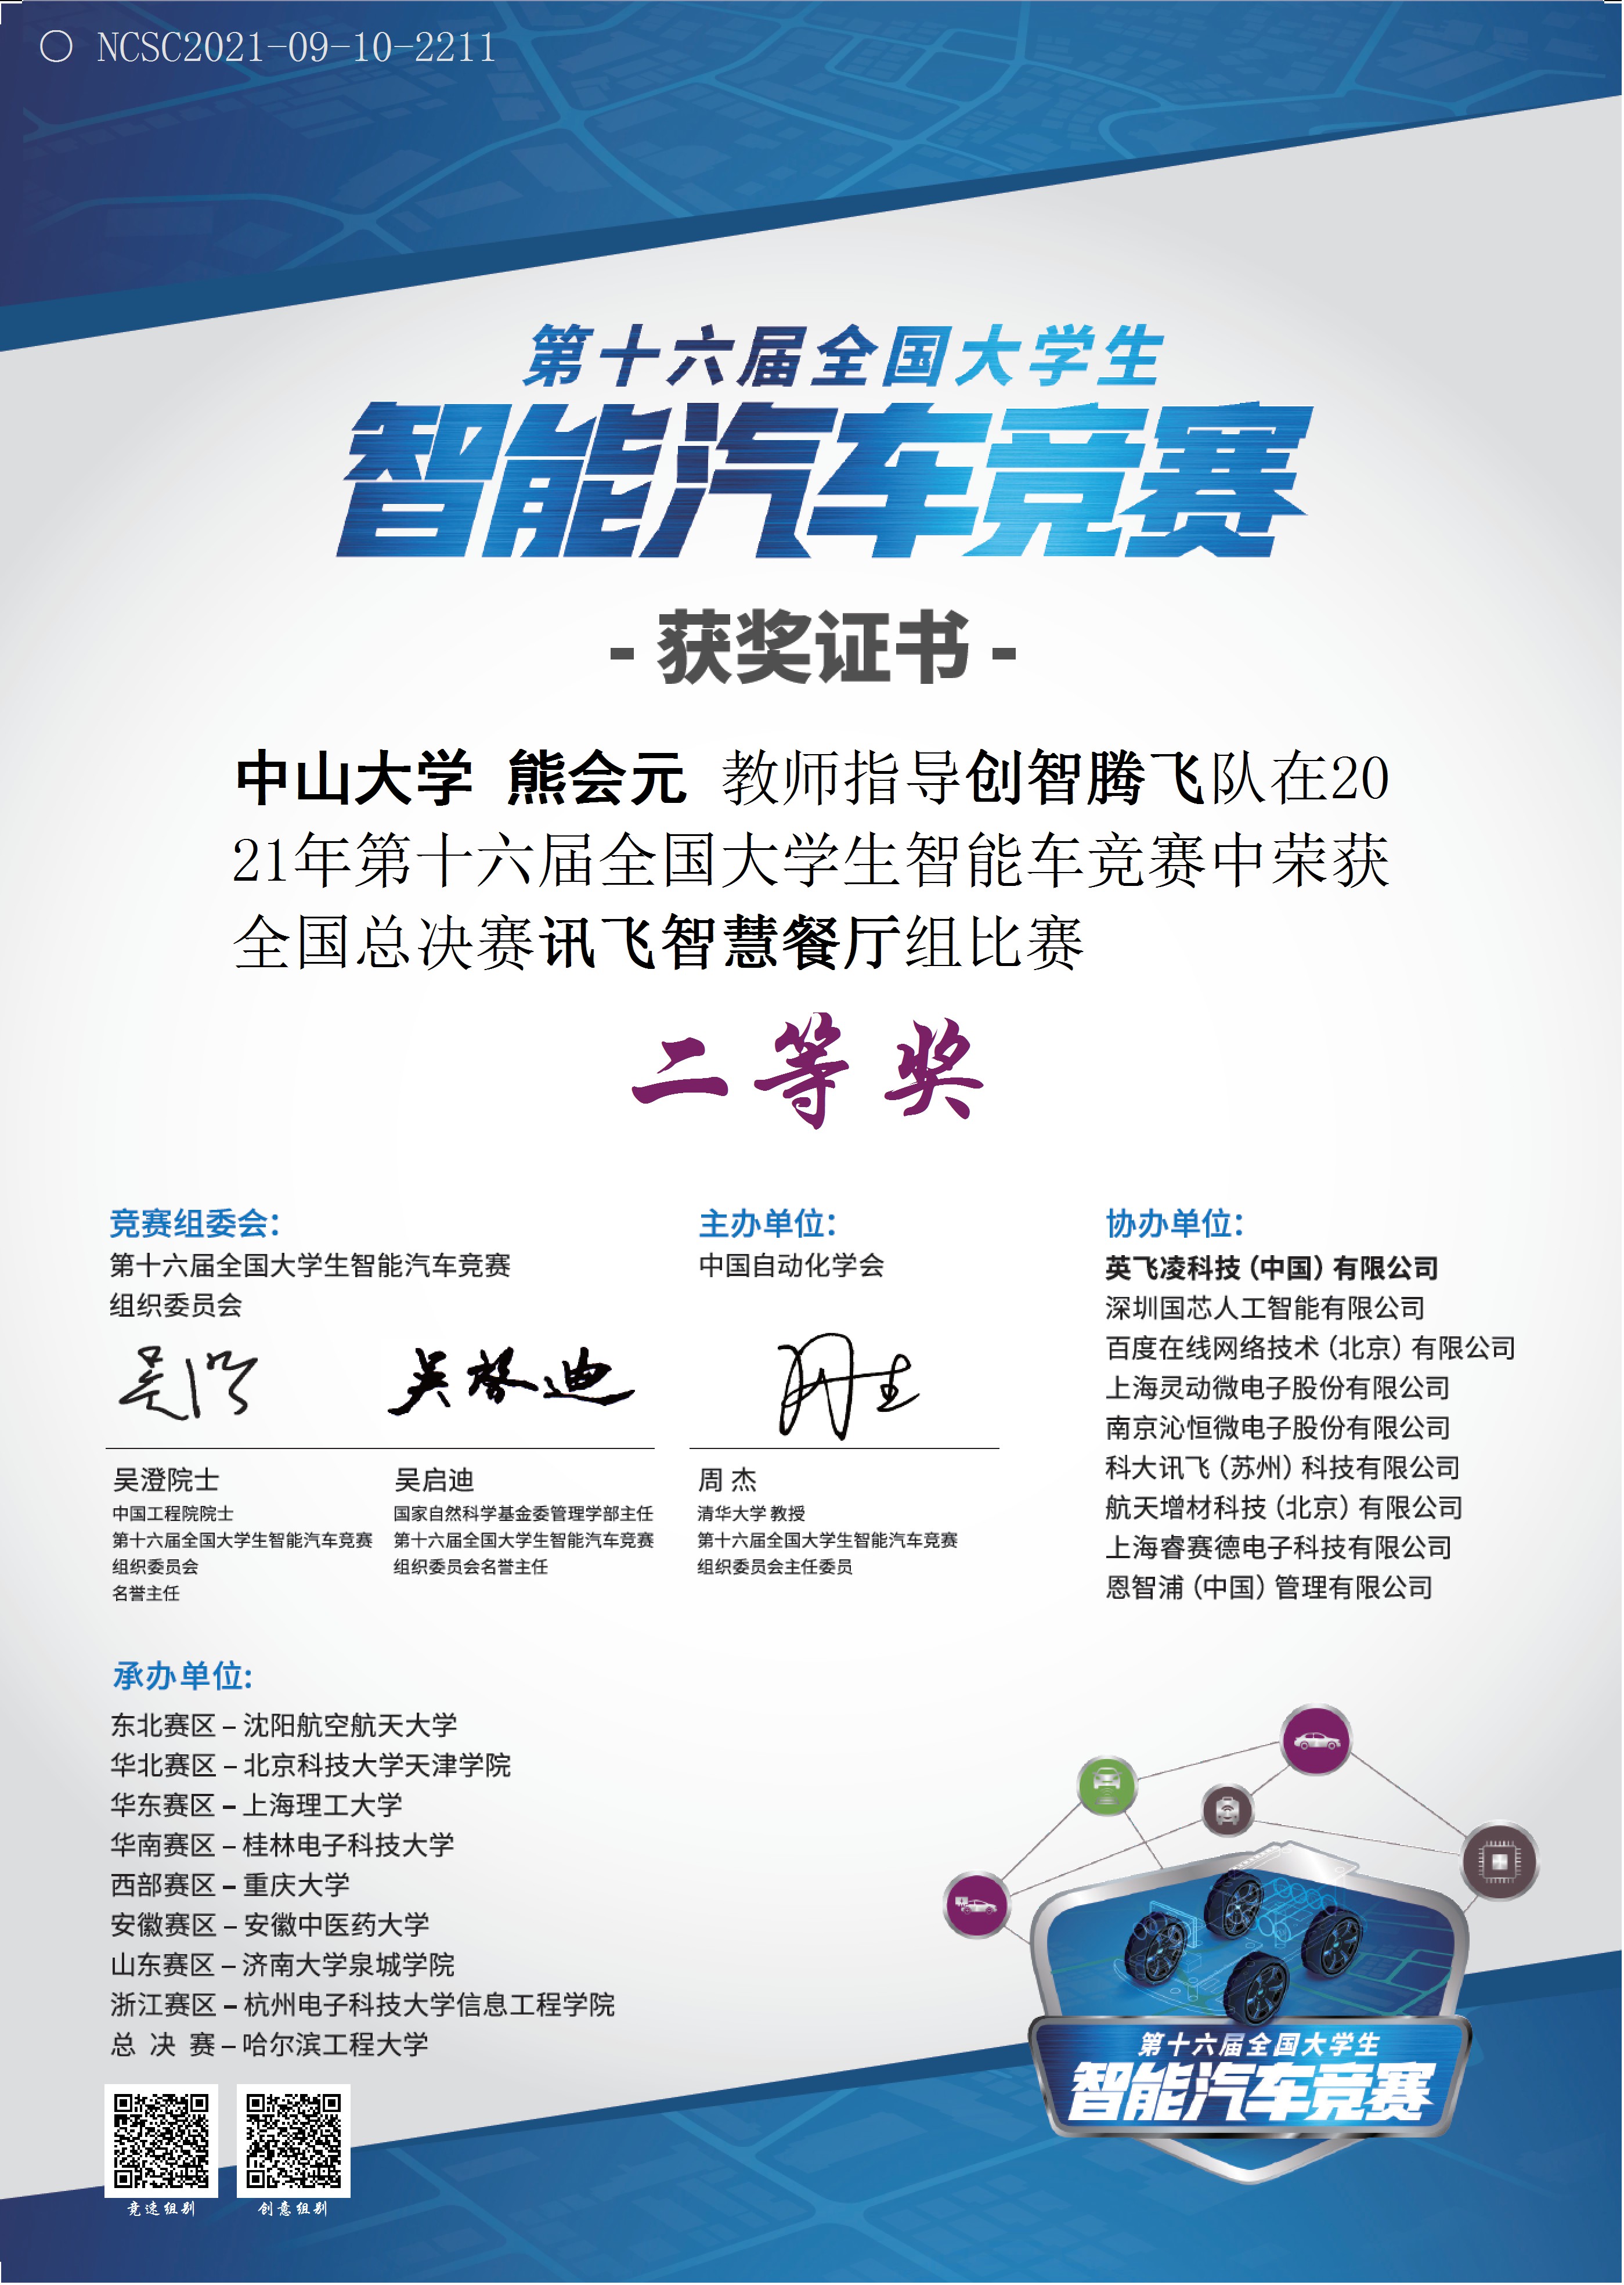 ○ NCSC2021-09-10-2211
第十六届全国大学生
智能汽车竞赛
- 获奖证书 -
中山大学 熊会元 教师指导创智腾飞队在20
21年第十六届全国大学生智能车竞赛中荣获
全国总决赛讯飞智慧餐厅组比赛
二等奖
竞赛组委会：
第十六届全国大学生智能汽车竞赛
组织委员会
吴澄
吴启迪
吴澄院士
中国工程院院士
第十六届全国大学生智能汽车竞赛
组织委员会
名誉主任
吴启迪
国家自然科学基金委管理学部主任
第十六届全国大学生智能汽车竞赛
组织委员会名誉主任
主办单位：
中国自动化学会
周 杰
清华大学 教授
第十六届全国大学生智能汽车竞赛
组织委员会主任委员
协办单位：
英飞凌科技（中国）有限公司
深圳国芯人工智能有限公司
百度在线网络技术（北京）有限公司
上海灵动微电子股份有限公司
南京沁恒微电子股份有限公司
科大讯飞（苏州）科技有限公司
航天增材科技（北京）有限公司
上海睿赛德电子科技有限公司
恩智浦（中国）管理有限公司
承办单位：
东北赛区 – 沈阳航空航天大学
华北赛区 – 北京科技大学天津学院
华东赛区 – 上海理工大学
华南赛区 – 桂林电子科技大学
西部赛区 – 重庆大学
安徽赛区 – 安徽中医药大学
山东赛区 – 济南大学泉城学院
浙江赛区 – 杭州电子科技大学信息工程学院
总 决 赛 – 哈尔滨工程大学
竞速组别
创意组别
第十六届全国大学生
智能汽车竞赛